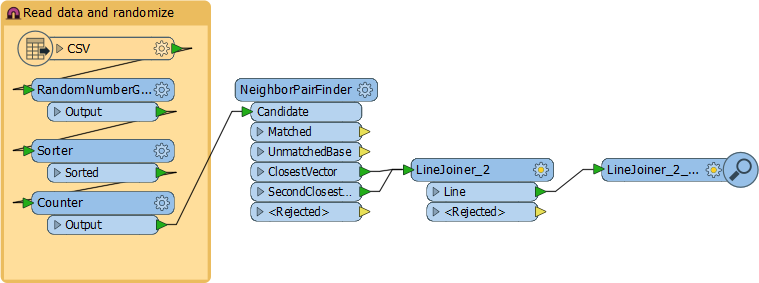 Read data and randomize
CSV
RandomNumberG...
Output
Sorter
Sorted
Counter
Output
NeighborPairFinder
Candidate
Matched
UnmatchedBase
ClosestVector
SecondClosest...
<Rejected>
LineJoiner_2
Line
<Rejected>
LineJoiner_2_...